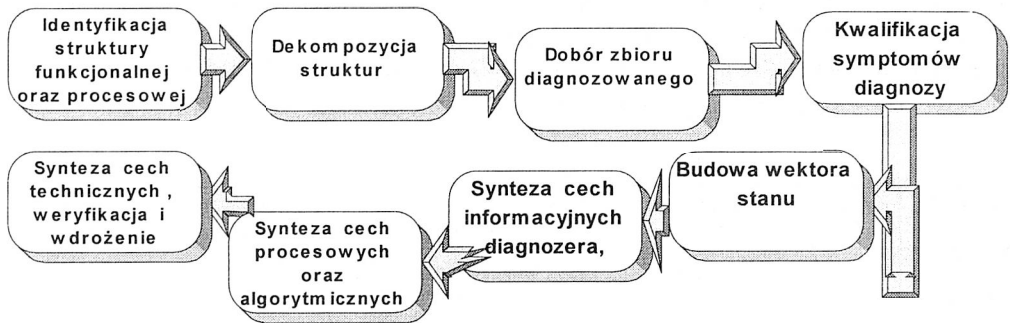 Identyfikacja
struktury
funkcjonalnej
oraz procesowej
Dekompozycja
struktur
Dobór zbioru
diagnozowanego
Kwalifikacja
symptomów
diagnozy
Budowa wektora
stanu
Synteza cech
informacyjnych
diagnozera,
Synteza cech
procesowych
oraz
algorytmicznych
Synteza cech
technicznych ,
weryfikacja i
wdrożenie